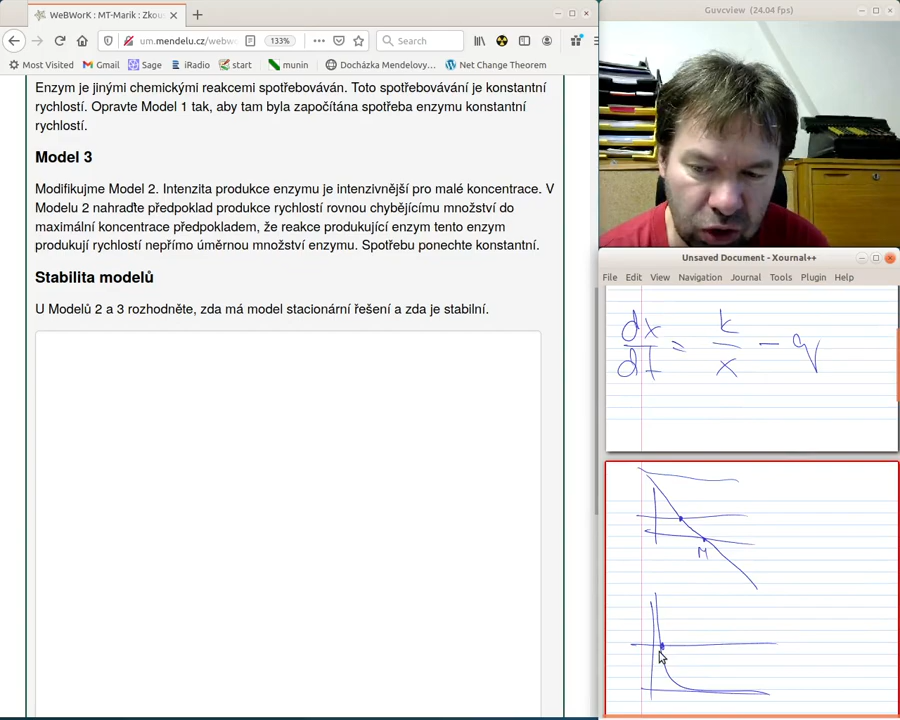 WeBWorK : MT-Marik : Zkou
Guvcview (24.04 fps)
um.mendelu.cz/webw
133%
Search
Most Visited
Gmail
Sage
iRadio
start
munin
Docházka Mendelovy...
Net Change Theorem
Enzym je jinými chemickými reakcemi spotřebováván. Toto spotřebovávání je konstantní
rychlostí. Opravte Model 1 tak, aby tam byla započítána spotřeba enzymu konstantní
rychlostí.
Model 3
Modifikujme Model 2. Intenzita produkce enzymu je intenzivnější pro malé koncentrace. V
Modelu 2 nahraďte předpoklad produkce rychlostí rovnou chybějícímu množství do
maximální koncentrace předpokladem, že reakce produkující enzym tento enzym
produkují rychlostí nepřímo úměrnou množství enzymu. Spotřebu ponechte konstantní.
Stabilita modelů
U Modelů 2 a 3 rozhodněte, zda má model stacionární řešení a zda je stabilní.
Unsaved Document - Xournal++
File Edit View Navigation Journal Tools Plugin Help
dx/dt = k/x - q
M